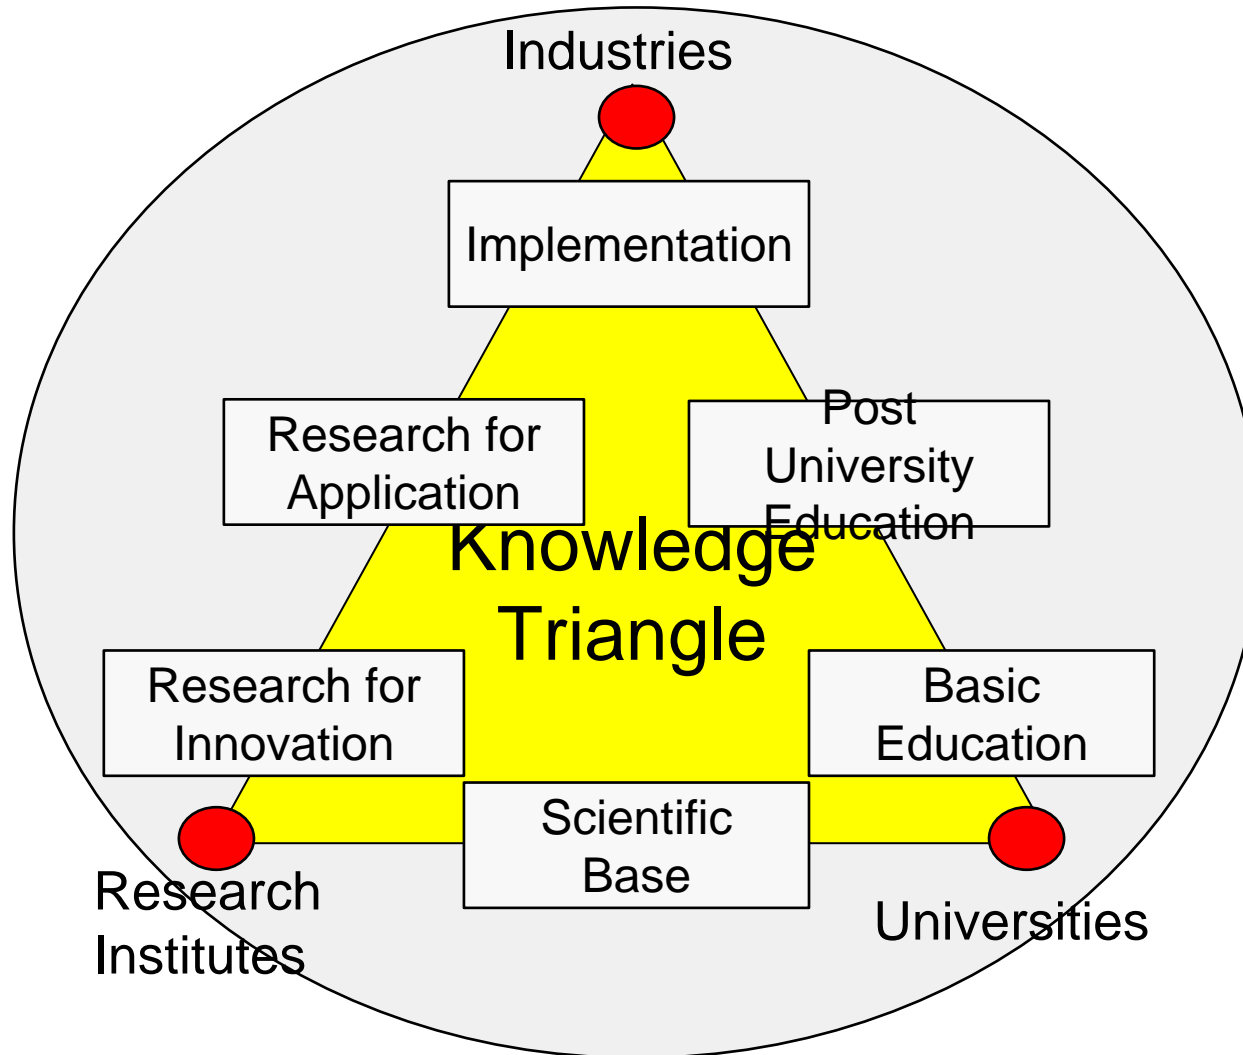 Industries
Implementation
Research for
Application
Post
University
Education
Knowledge
Triangle
Research for
Innovation
Basic
Education
Scientific
Base
Research
Institutes
Universities